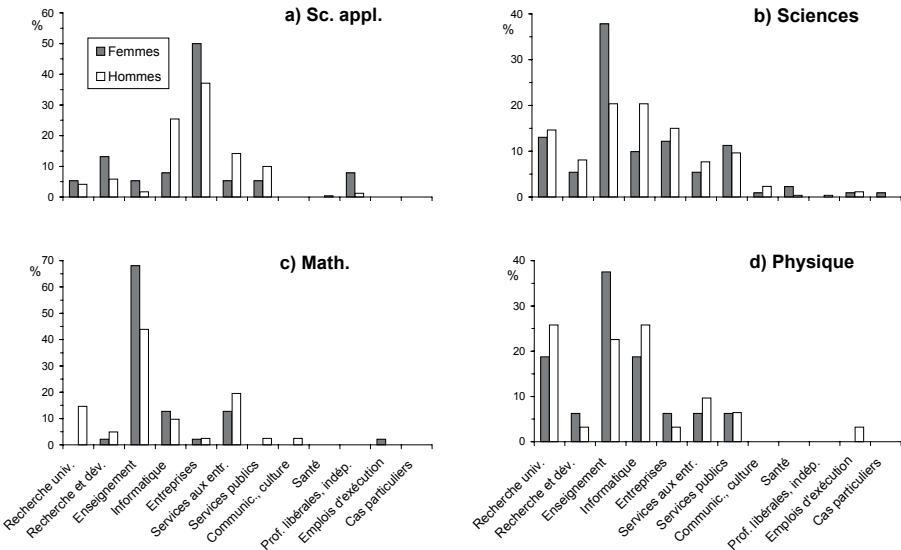 a) Sc. appl.
%
60
50
40
30
20
10
0
Femmes
Hommes
b) Sciences
%
40
30
20
10
0
c) Math.
%
70
60
50
40
30
20
10
0
Recherche univ.
Recherche et dév.
Enseignement
Informatique
Entreprises
Services aux entr.
Services publics
Communic., culture
Santé
Prof. libérales, indép.
Emplois d'exécution
Cas particuliers
d) Physique
%
40
30
20
10
0
Recherche univ.
Recherche et dév.
Enseignement
Informatique
Entreprises
Services aux entr.
Services publics
Communic., culture
Santé
Prof. libérales, indép.
Emplois d'exécution
Cas particuliers